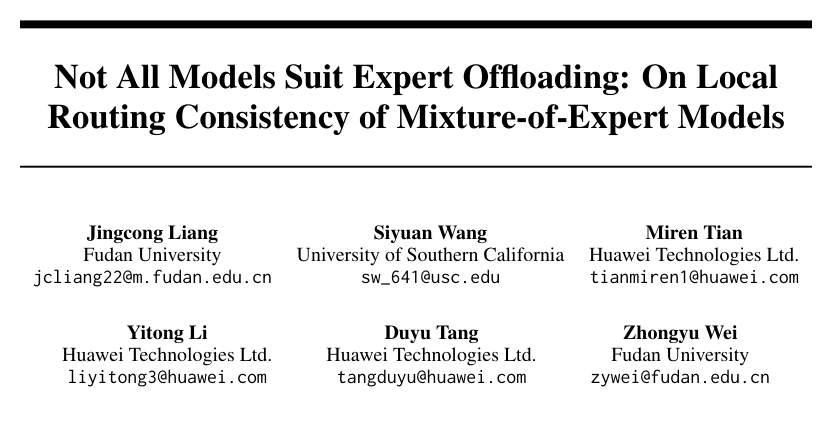 Not All Models Suit Expert Offloading: On Local
Routing Consistency of Mixture-of-Expert Models
Jingcong Liang
Fudan University
jcliang22@m.fudan.edu.cn
Siyuan Wang
University of Southern California
sw_641@usc.edu
Miren Tian
Huawei Technologies Ltd.
tianmiren1@huawei.com
Yitong Li
Huawei Technologies Ltd.
liyitong3@huawei.com
Duyu Tang
Huawei Technologies Ltd.
tangduyu@huawei.com
Zhongyu Wei
Fudan University
zywei@fudan.edu.cn